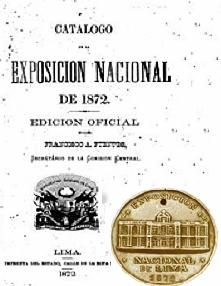 CATALOGO
DE LA
EXPOSICION NACIONAL
DE 1872.
EDICION OFICIAL
POR
FRANCISCO A. FUENTES,
SECRETARIO DE LA COMISION CENTRAL.
LIMA.
IMPRENTA DEL ESTADO, CALLE DE LA RIFA
1872
EXPOSICION
NACIONAL
DE LIMA
1872